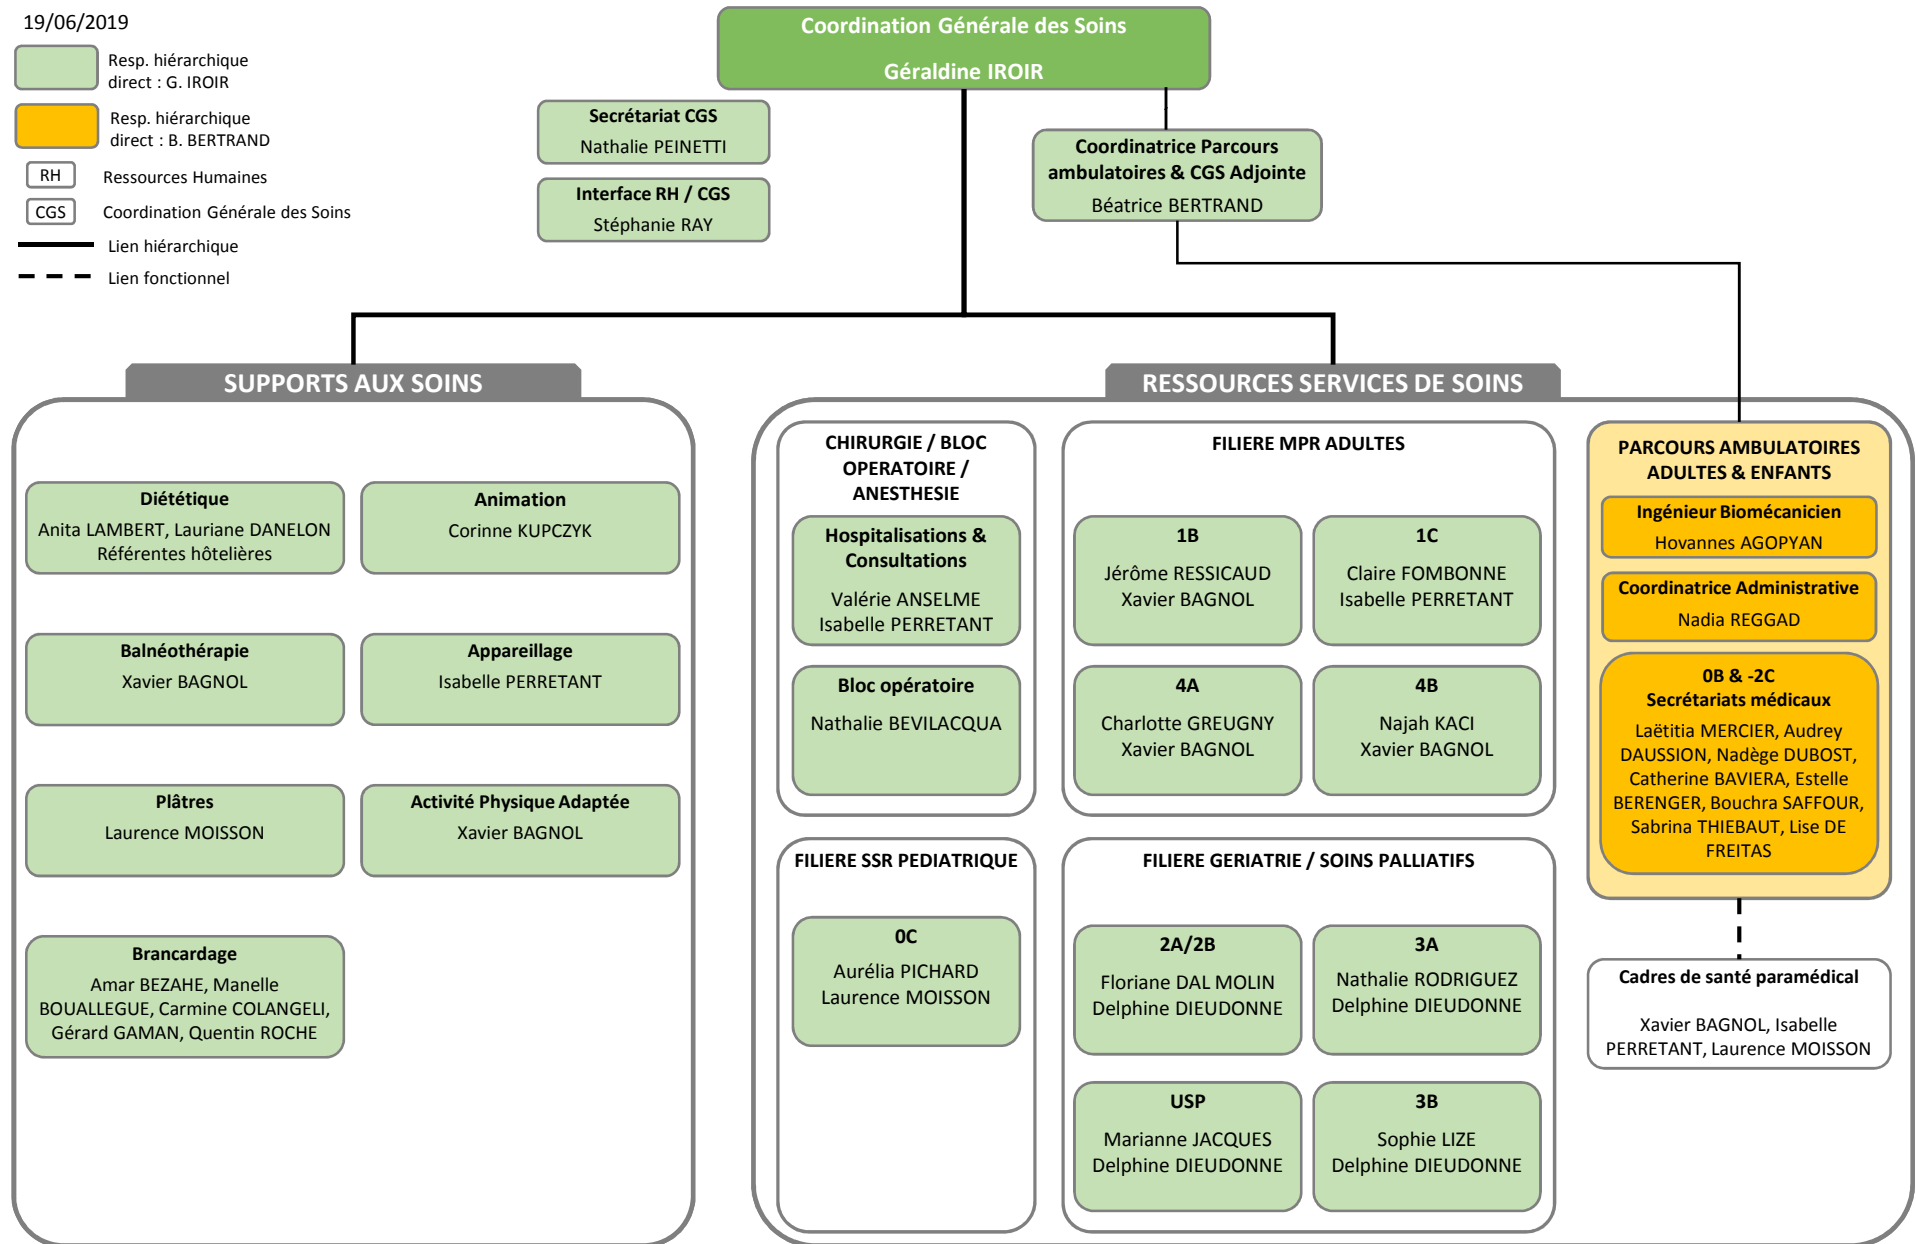 19/06/2019
Resp. hiérarchique
direct : G. IROIR
Resp. hiérarchique
direct : B. BERTRAND
RH
Ressources Humaines
CGS
Coordination Générale des Soins
Lien hiérarchique
Lien fonctionnel
Coordination Générale des Soins
Géraldine IROIR
Secrétariat CGS
Nathalie PEINETTI
Interface RH / CGS
Stéphanie RAY
Coordinatrice Parcours
ambulatoires & CGS Adjointe
Béatrice BERTRAND
SUPPORTS AUX SOINS
Diététique
Anita LAMBERT, Lauriane DANELON
Référentes hôtelières
Animation
Corinne KUPCZYK
Balnéothérapie
Xavier BAGNOL
Appareillage
Isabelle PERRETANT
Plâtres
Laurence MOISSON
Activité Physique Adaptée
Xavier BAGNOL
Brancardage
Amar BEZAHE, Manelle
BOUALLEGUE, Carmine COLANGELI,
Gérard GAMAN, Quentin ROCHE
RESSOURCES SERVICES DE SOINS
CHIRURGIE / BLOC
OPERATOIRE /
ANESTHESIE
Hospitalisations &
Consultations
Valérie ANSELME
Isabelle PERRETANT
Bloc opératoire
Nathalie BEVILACQUA
FILIERE MPR ADULTES
1B
Jérôme RESSICAUD
Xavier BAGNOL
1C
Claire FOMBONNE
Isabelle PERRETANT
4A
Charlotte GREUGNY
Xavier BAGNOL
4B
Najah KACI
Xavier BAGNOL
FILIERE SSR PEDIATRIQUE
0C
Aurélia PICHARD
Laurence MOISSON
FILIERE GERIATRIE / SOINS PALLIATIFS
2A/2B
Floriane DAL MOLIN
Delphine DIEUDONNE
3A
Nathalie RODRIGUEZ
Delphine DIEUDONNE
USP
Marianne JACQUES
Delphine DIEUDONNE
3B
Sophie LIZE
Delphine DIEUDONNE
PARCOURS AMBULATOIRES
ADULTES & ENFANTS
Ingénieur Biomécanicien
Hovannes AGOPYAN
Coordinatrice Administrative
Nadia REGGAD
0B & -2C
Secrétariats médicaux
Laëtitia MERCIER, Audrey
DAUSSION, Nadège DUBOST,
Catherine BAVIERA, Estelle
BERENGER, Bouchra SAFFOUR,
Sabrina THIEBAUT, Lise DE
FREITAS
Cadres de santé paramédical
Xavier BAGNOL, Isabelle
PERRETANT, Laurence MOISSON